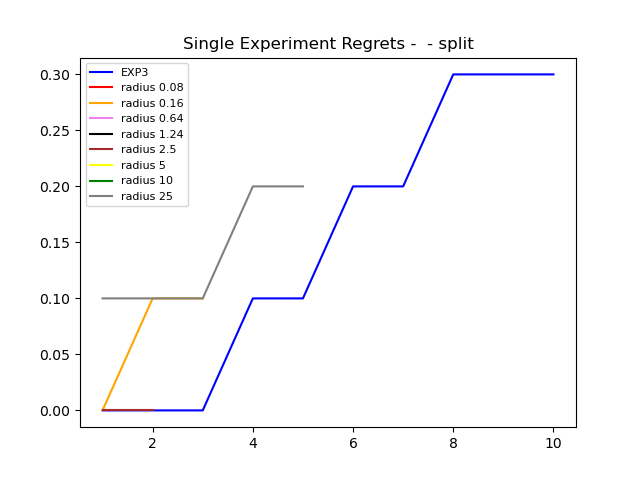 Single Experiment Regrets -  - split
EXP3
radius 0.08
radius 0.16
radius 0.64
radius 1.24
radius 2.5
radius 5
radius 10
radius 25
0.30
0.25
0.20
0.15
0.10
0.05
0.00
2 4 6 8 10